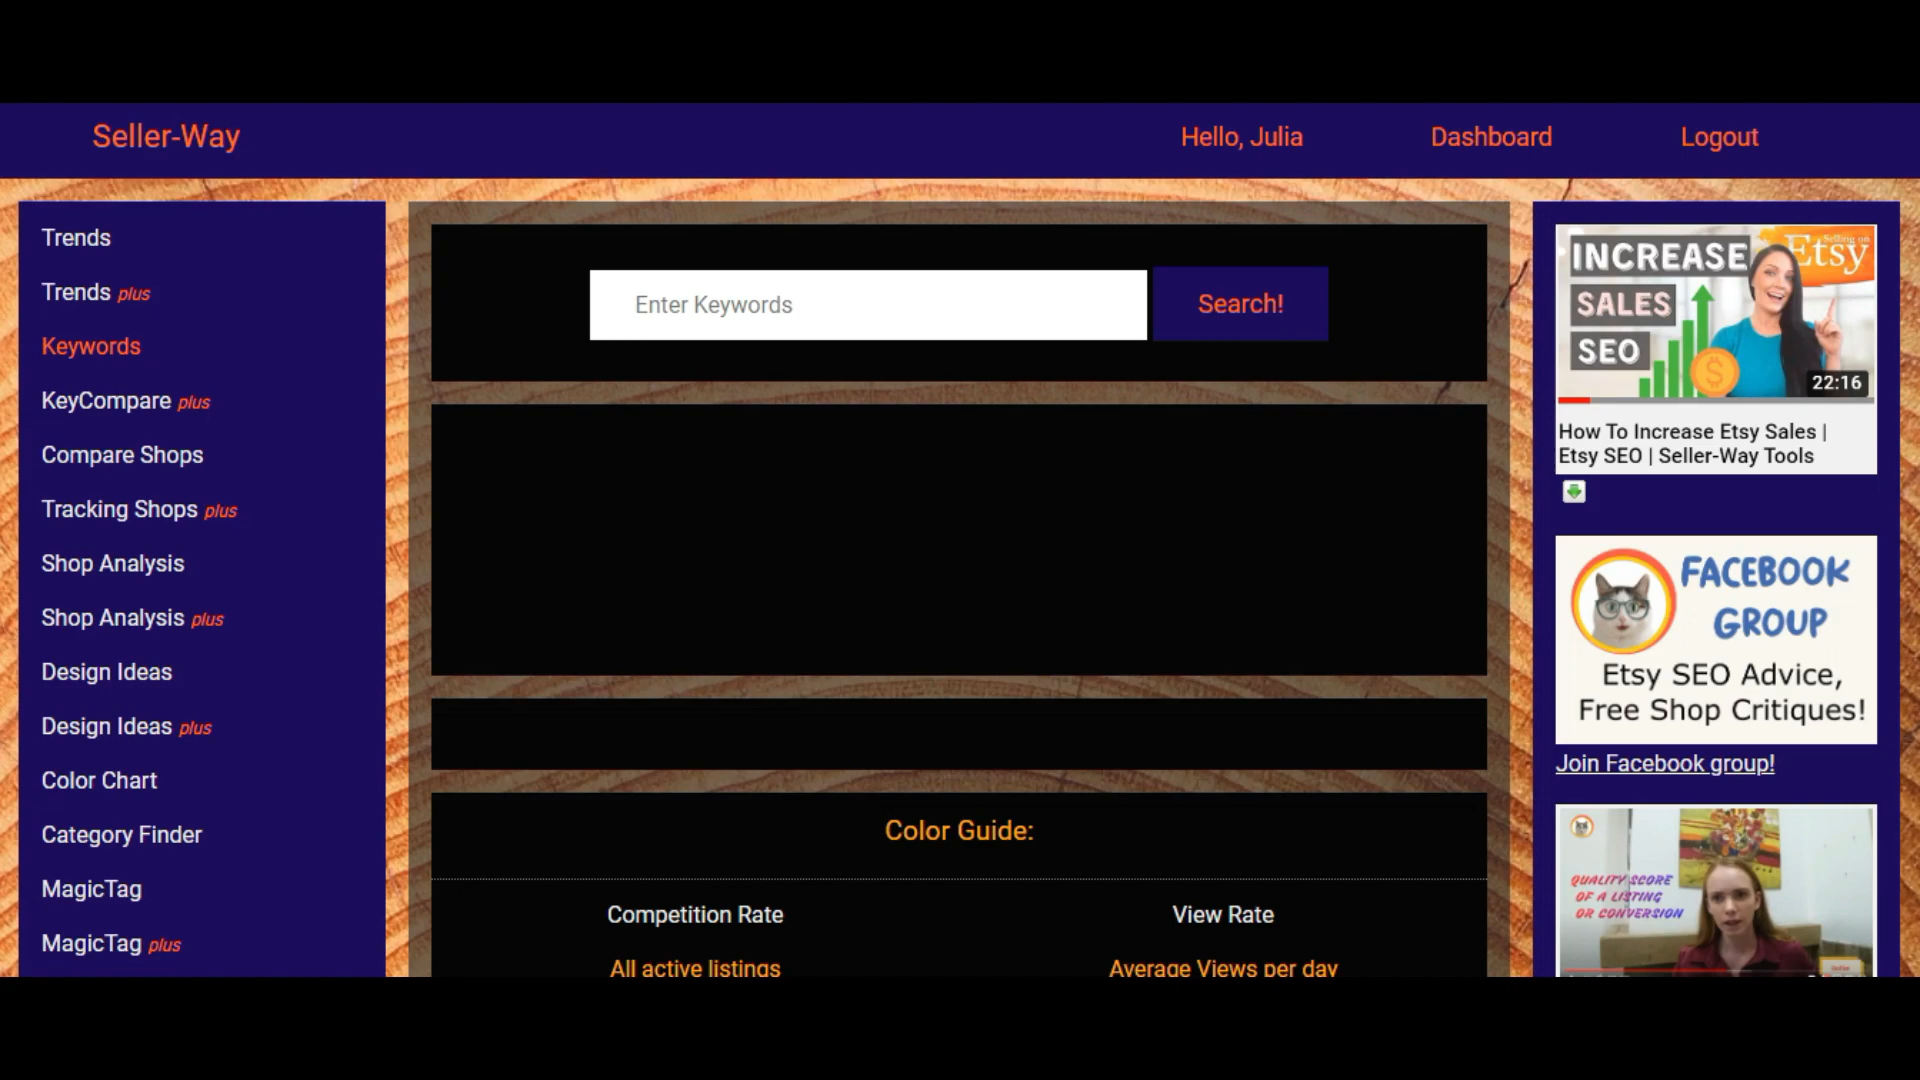 Seller-Way
Hello, Julia
Dashboard
Logout
Trends
Trends plus
Keywords
KeyCompare plus
Compare Shops
Tracking Shops plus
Shop Analysis
Shop Analysis plus
Design Ideas
Design Ideas plus
Color Chart
Category Finder
MagicTag
MagicTag plus
Enter Keywords
Search!
Color Guide:
Competition Rate
View Rate
All active listings
Average Views per day
INCREASE
SALES
SEO
Selling on
Etsy
22:16
How To Increase Etsy Sales |
Etsy SEO | Seller-Way Tools
FACEBOOK
GROUP
Etsy SEO Advice,
Free Shop Critiques!
Join Facebook group!
QUALITY SCORE
OF A LISTING
OR CONVERSION